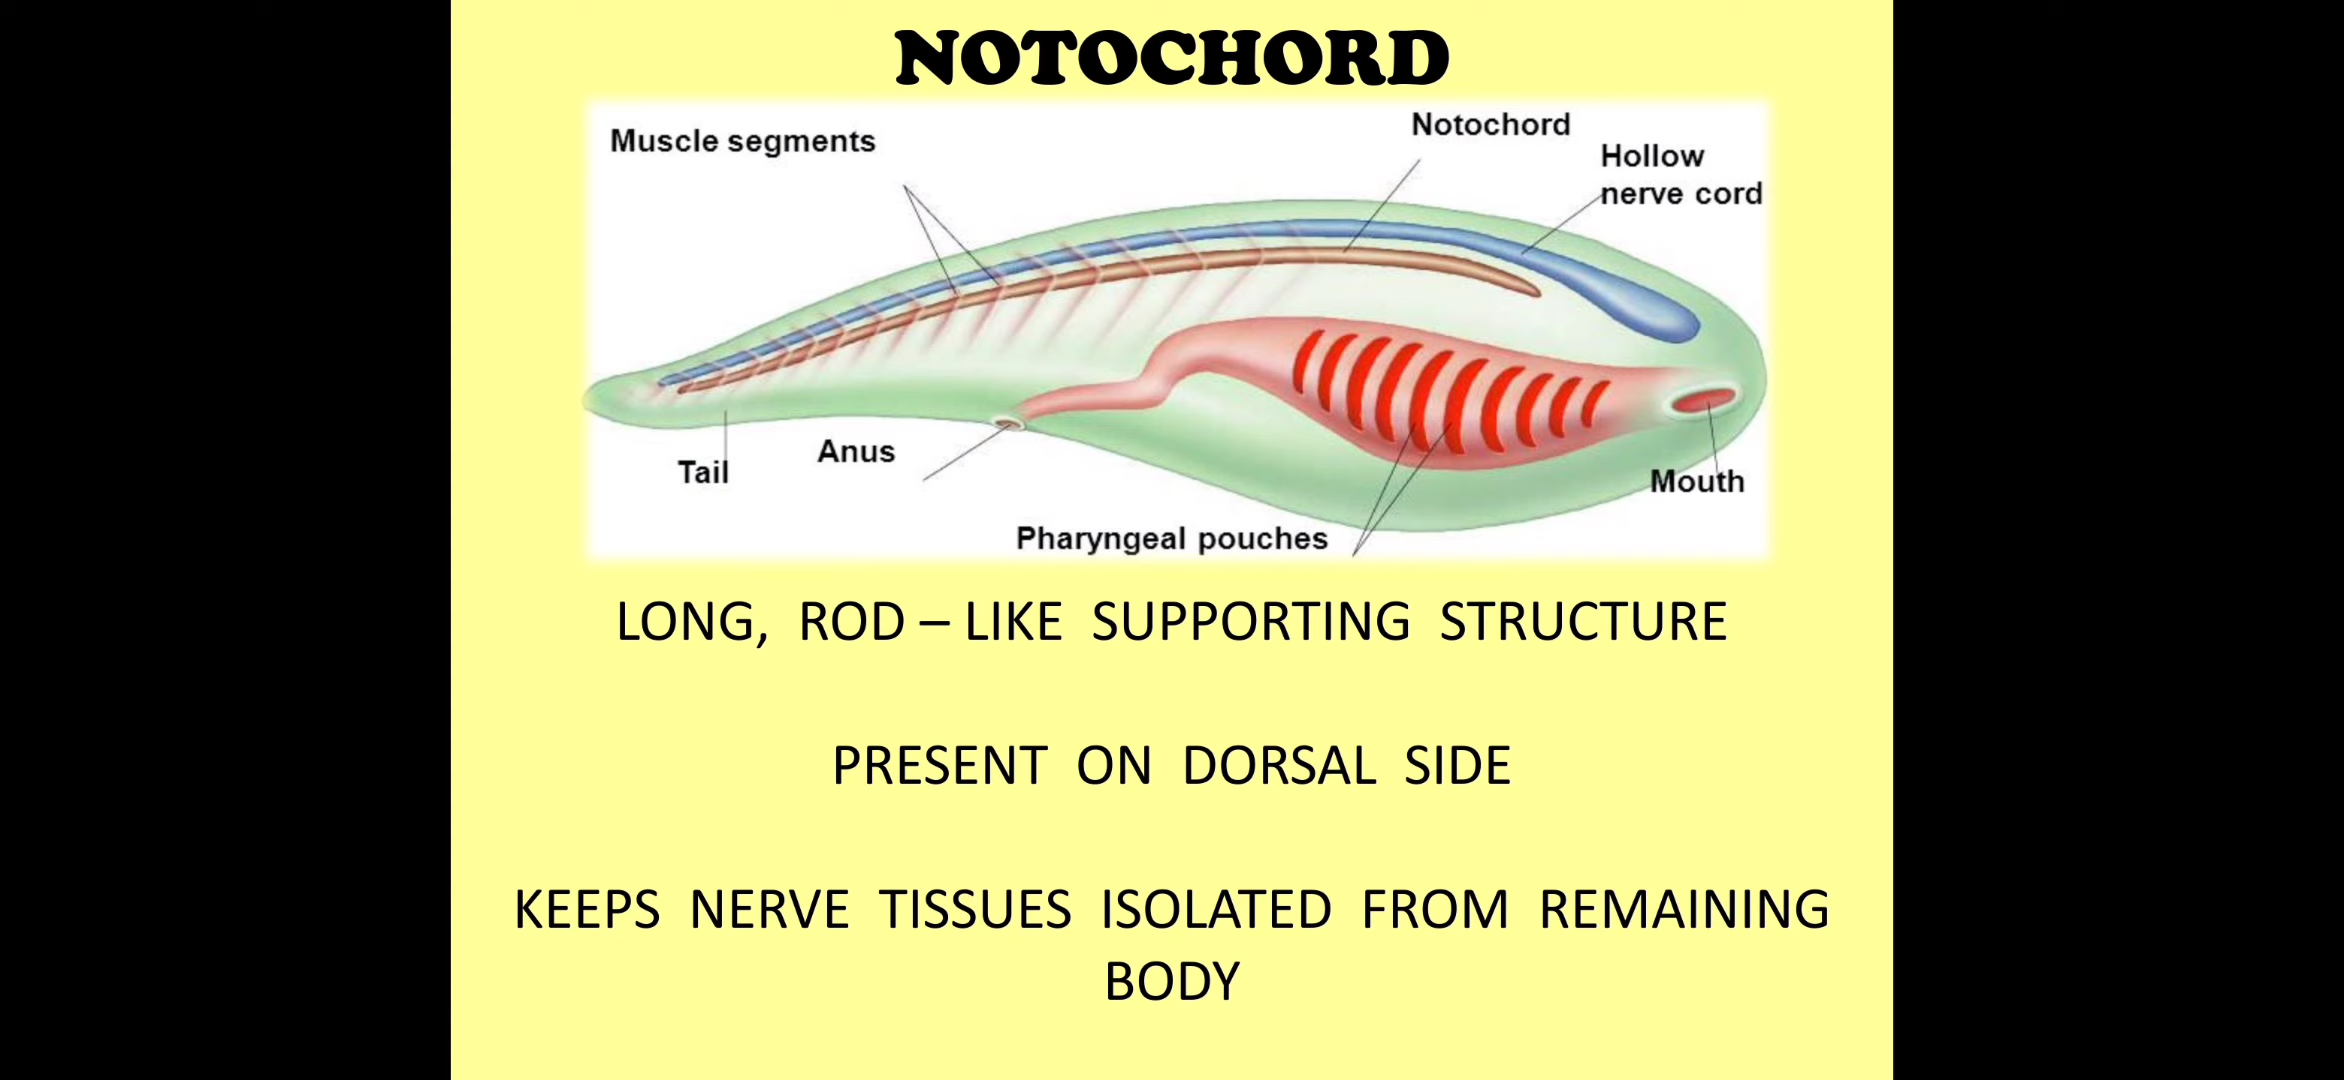 NOTOCHORD
Muscle segments
Notochord
Hollow
nerve cord
Tail
Anus
Mouth
Pharyngeal pouches
LONG, ROD – LIKE SUPPORTING STRUCTURE
PRESENT ON DORSAL SIDE
KEEPS NERVE TISSUES ISOLATED FROM REMAINING
BODY